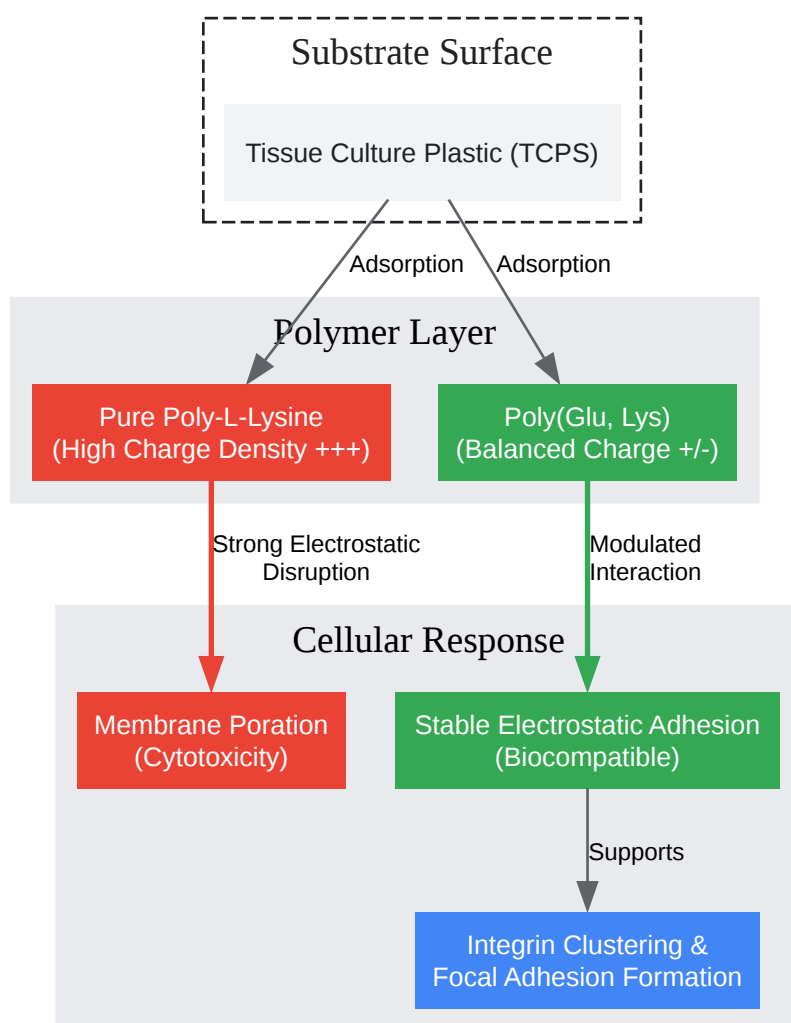 Substrate Surface
Tissue Culture Plastic (TCPS)
Adsorption
Adsorption
Polymer Layer
Pure Poly-L-Lysine
(High Charge Density +++)
Poly(Glu, Lys)
(Balanced Charge +/-)
Strong Electrostatic
Disruption
Modulated
Interaction
Cellular Response
Membrane Poration
(Cytotoxicity)
Stable Electrostatic Adhesion
(Biocompatible)
Supports
Integrin Clustering &
Focal Adhesion Formation